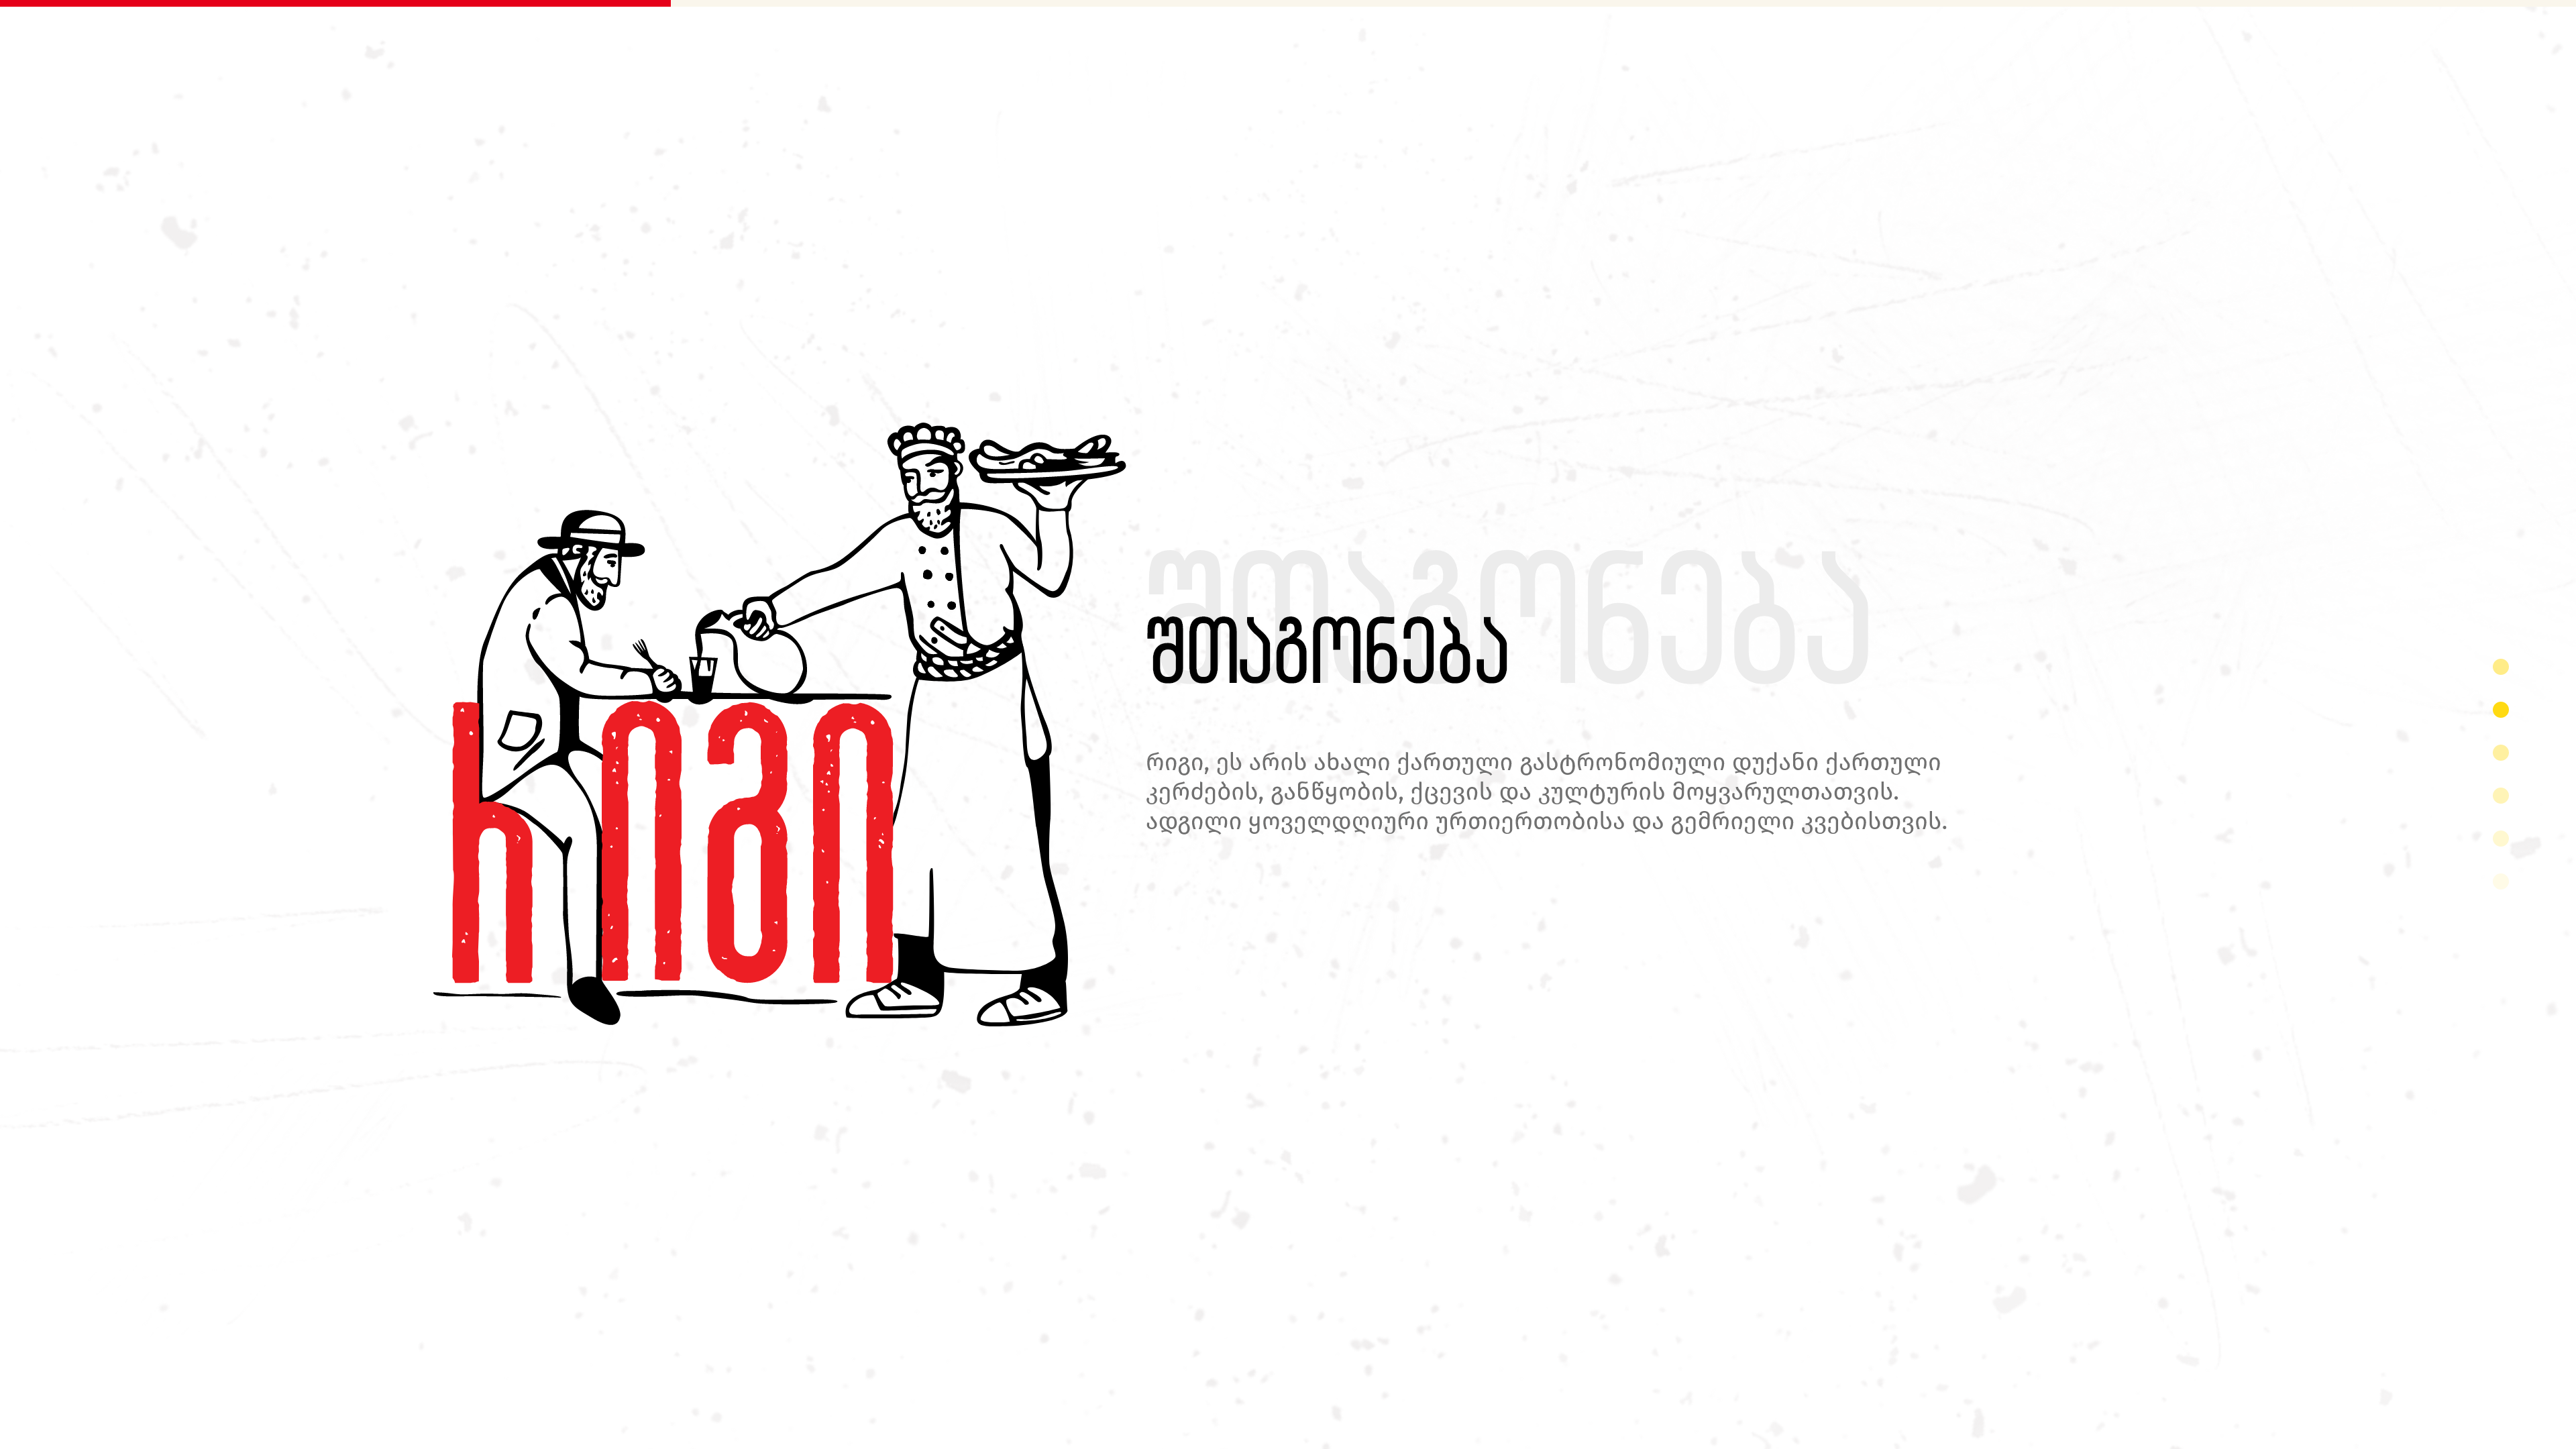 რიგი
შთაგონება
შთაგონება
რიგი, ეს არის ახალი ქართული გასტრონომიული დუქანი ქართული
კერძების, განწყობის, ქცევის და კულტურის მოყვარულთათვის.
ადგილი ყოველდღიური ურთიერთობისა და გემრიელი კვებისთვის.